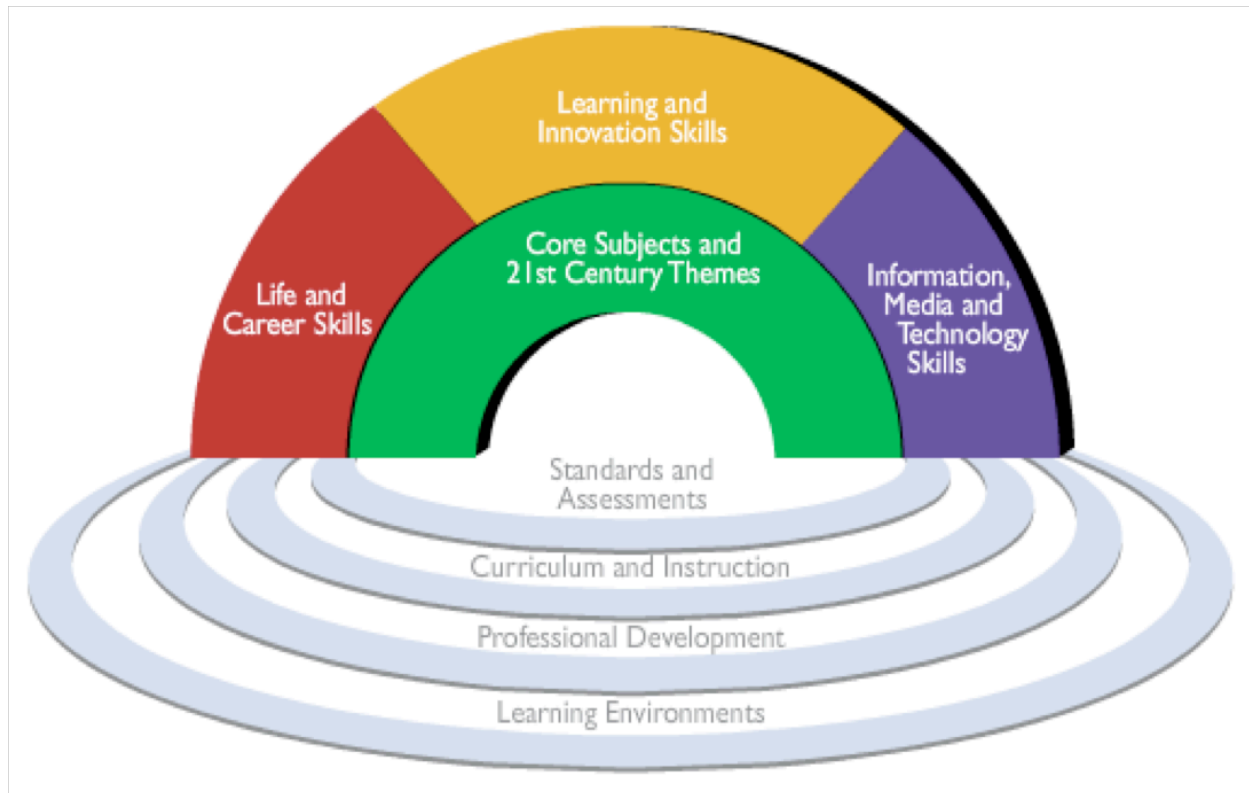 Learning and
Innovation Skills
Core Subjects and
21st Century Themes
Life and
Career Skills
Information,
Media and
Technology
Skills
Standards and
Assessments
Curriculum and Instruction
Professional Development
Learning Environments